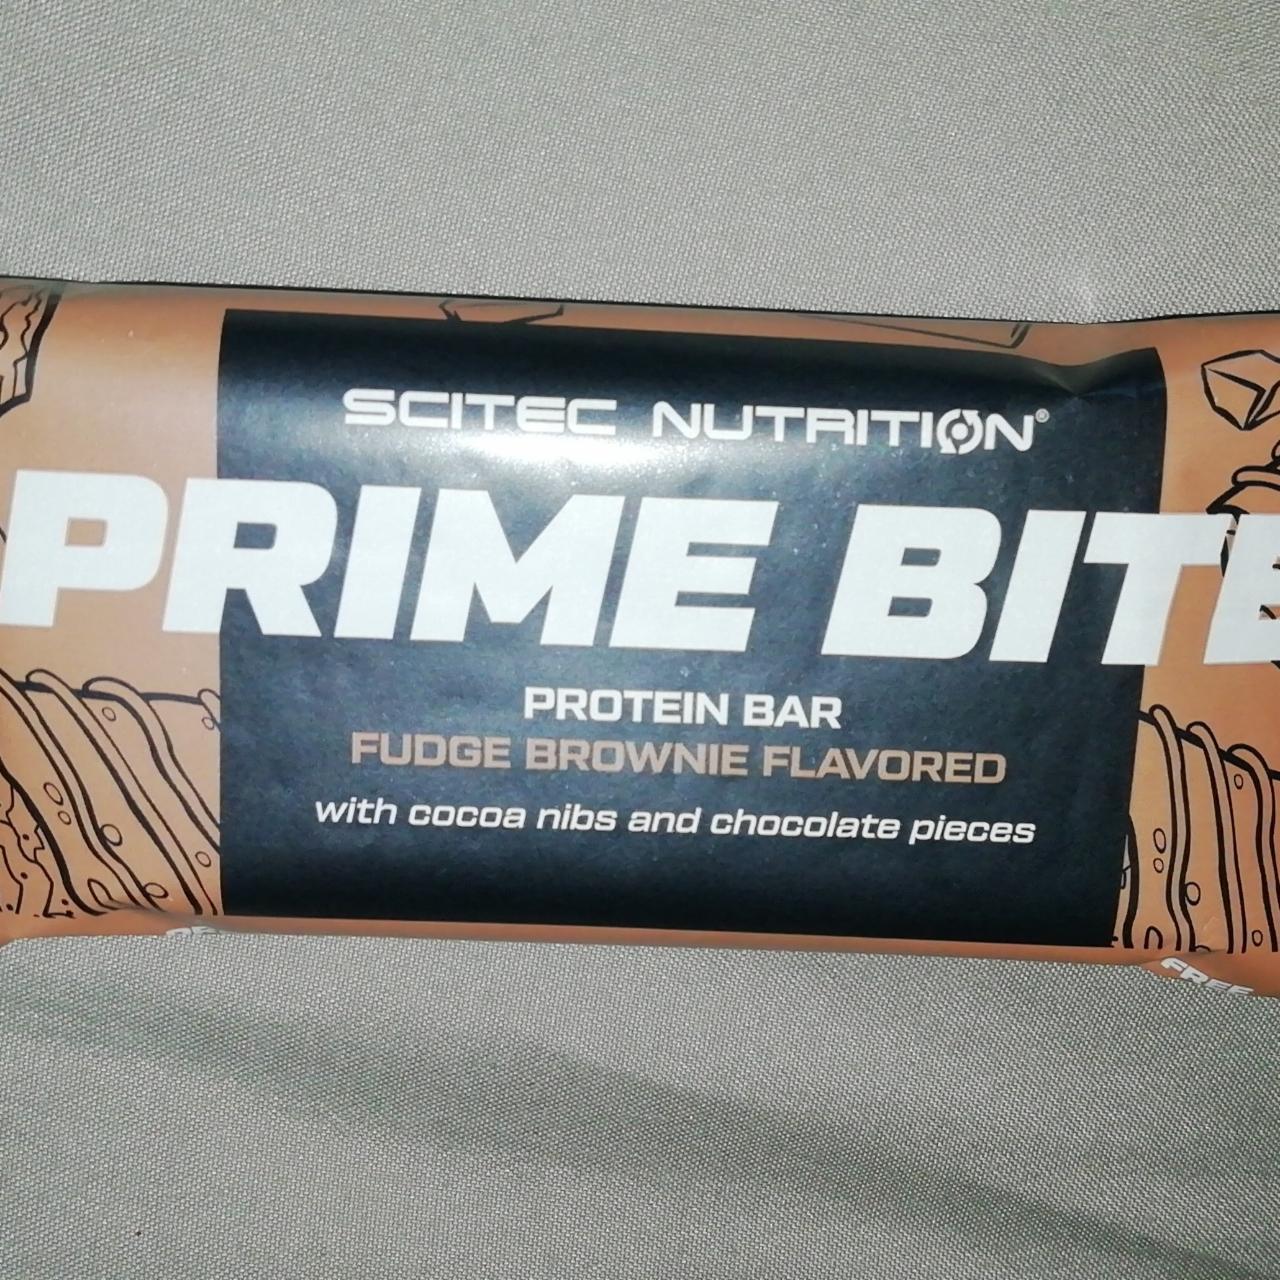 SCITEC NUTRITION®
PRIME BITE
PROTEIN BAR
FUDGE BROWNIE FLAVORED
with cocoa nibs and chocolate pieces
FREE